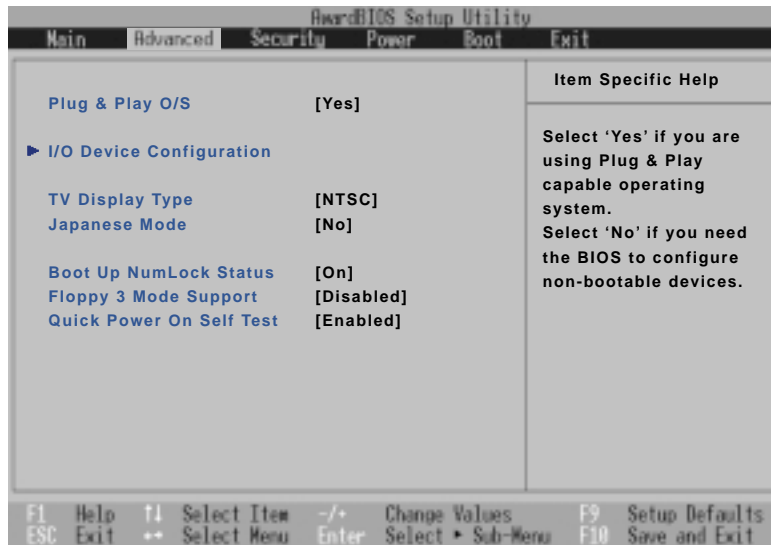 AwardBIOS Setup Utility
Main Advanced Security Power Boot Exit
Plug & Play O/S [Yes]
▶ I/O Device Configuration
TV Display Type [NTSC]
Japanese Mode [No]
Boot Up NumLock Status [On]
Floppy 3 Mode Support [Disabled]
Quick Power On Self Test [Enabled]
Item Specific Help
Select ‘Yes’ if you are
using Plug & Play
capable operating
system.
Select ‘No’ if you need
the BIOS to configure
non-bootable devices.
F1 Help ↑↓ Select Item -/+ Change Values F9 Setup Defaults
ESC Exit ↔ Select Menu Enter Select ▶ Sub-Menu F10 Save and Exit